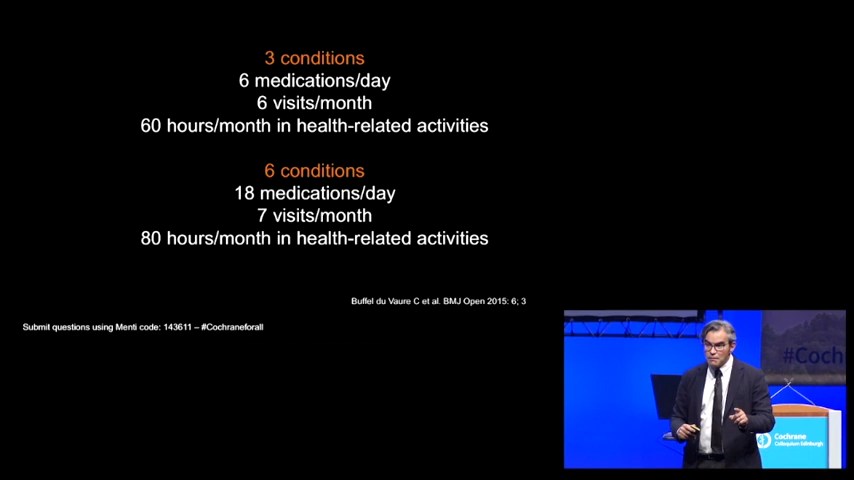 3 conditions
6 medications/day
6 visits/month
60 hours/month in health-related activities
6 conditions
18 medications/day
7 visits/month
80 hours/month in health-related activities
Buffel du Vaure C et al. BMJ Open 2015: 6; 3
Submit questions using Menti code: 143611 – #Cochraneforall
#Coch
Cochrane
Colloquium Edinburgh